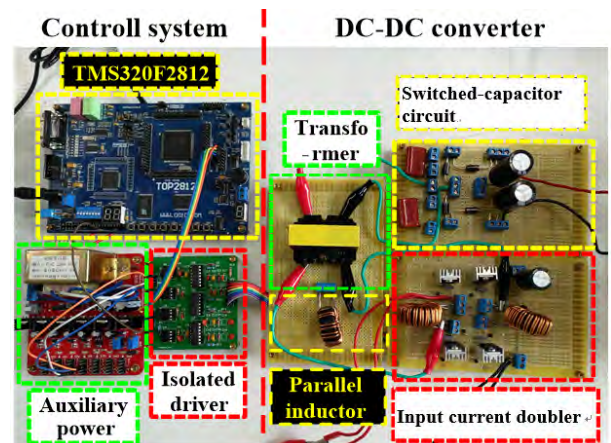 Controll system
DC-DC converter
TMS320F2812
Switched-capacitor
circuit
Transfo
-rmer
TOP2812
Isolated
driver
Auxiliary
power
Parallel
inductor
Input current doubler